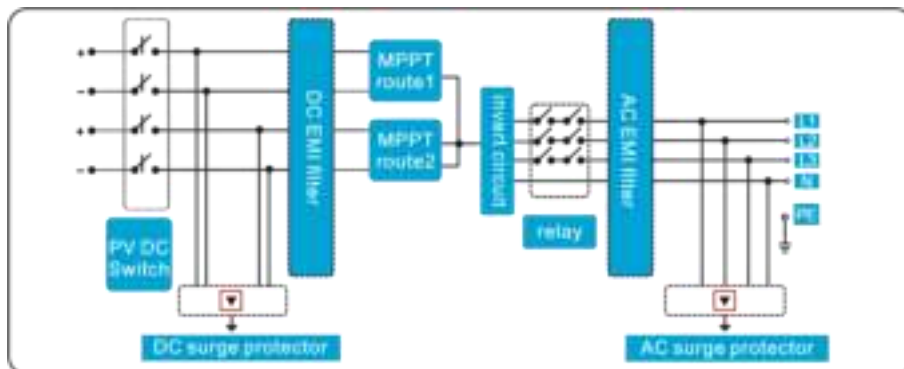 +
-
+
-
PV DC
Switch
DC EMI filter
MPPT
route1
MPPT
route2
invert circuit
relay
AC EMI filter
L1
L2
L3
N
PE
DC surge protector
AC surge protector